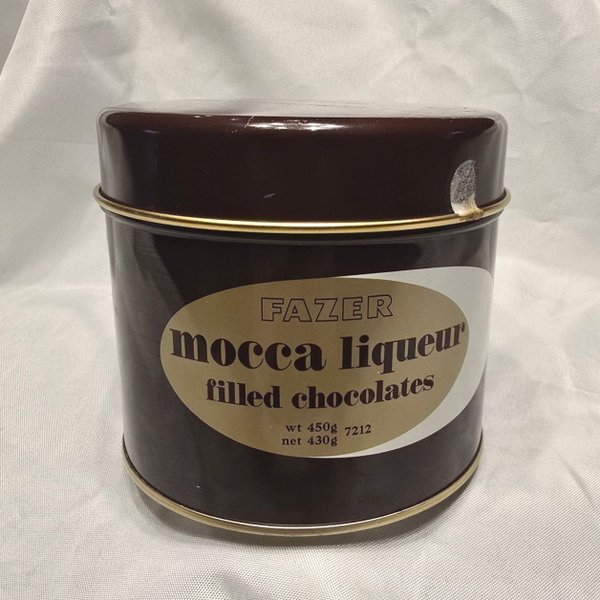 FAZER
mocca liqueur
filled chocolates
wt 450g 7212
net 430g